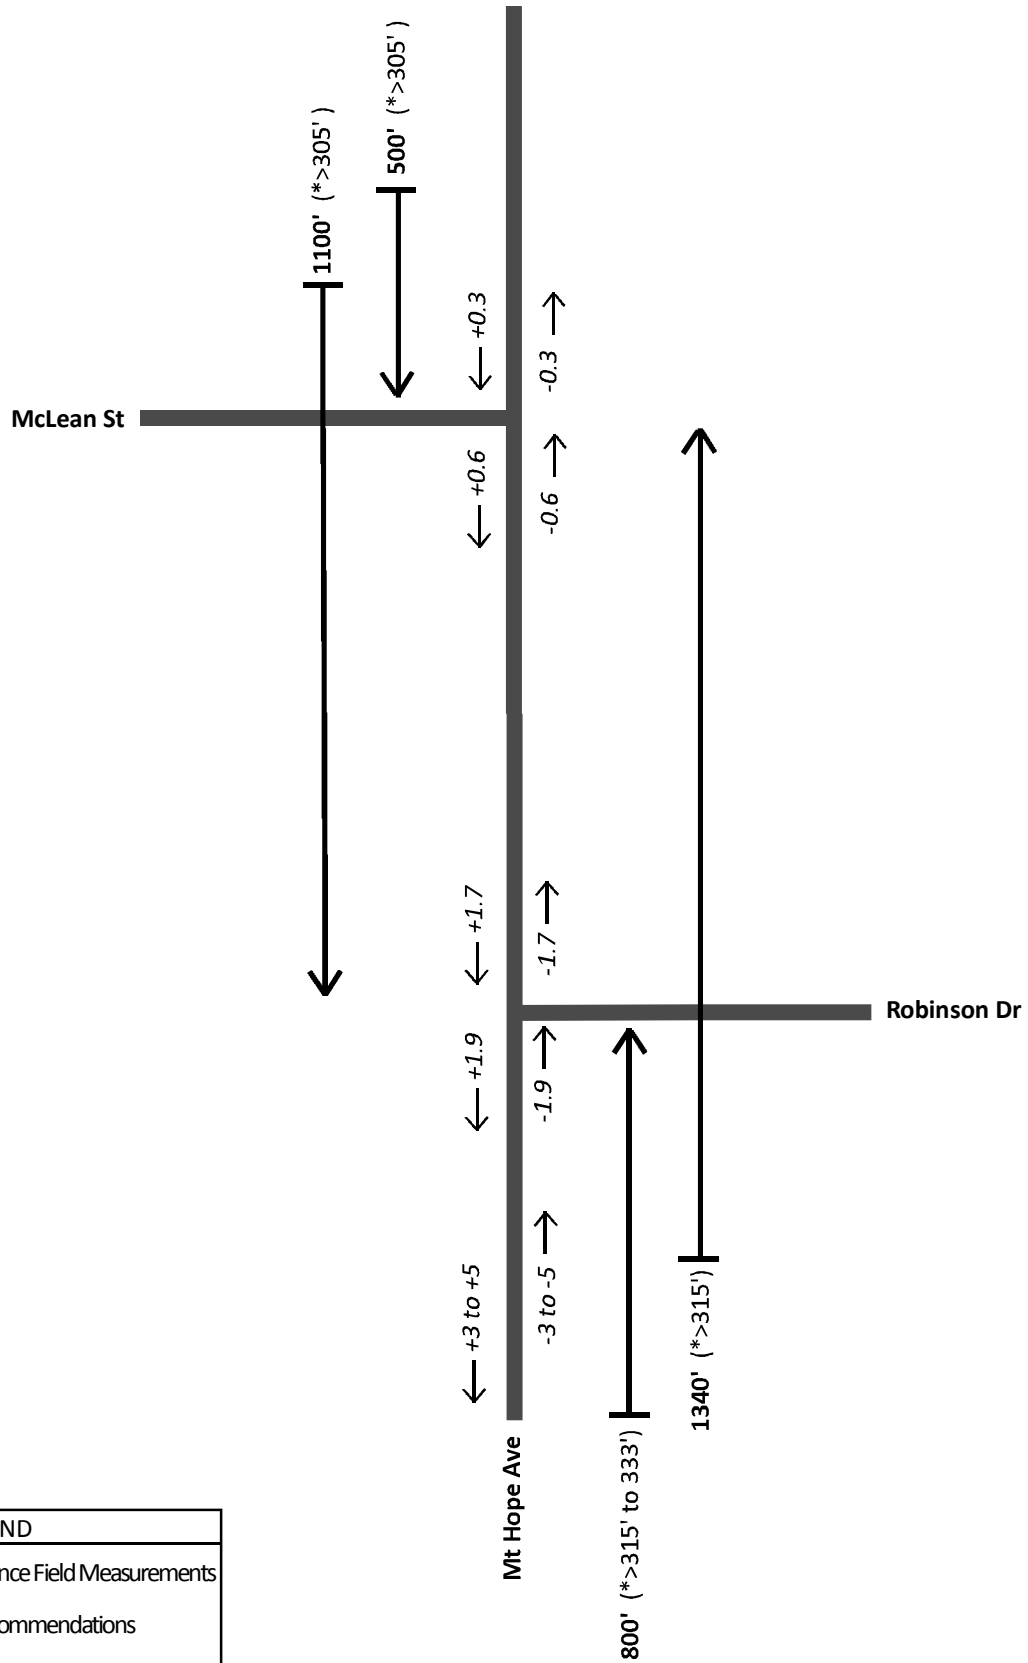 500' (*>305')
1100' (*>305' )
+0.3
-0.3
McLean St
+0.6
-0.6
+1.7
-1.7
Robinson Dr
+1.9
-1.9
+3 to +5
-3 to -5
1340' (*>315')
800' (*>315' to 333')
Mt Hope Ave
ND
nce Field Measurements
ommendations